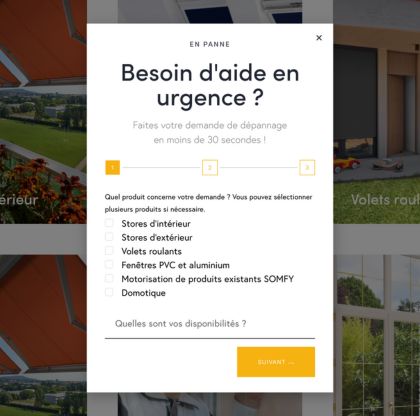 EN PANNE
×
Besoin d'aide en
urgence ?
Faites votre demande de dépannage
en moins de 30 secondes !
1
2
3
Quel produit concerne votre demande ? Vous pouvez sélectionner
plusieurs produits si nécessaire.
Stores d'intérieur
Stores d'extérieur
Volets roulants
Fenêtres PVC et aluminium
Motorisation de produits existants SOMFY
Domotique
Quelles sont vos disponibilités ?
SUIVANT →
érieur
Volets roul